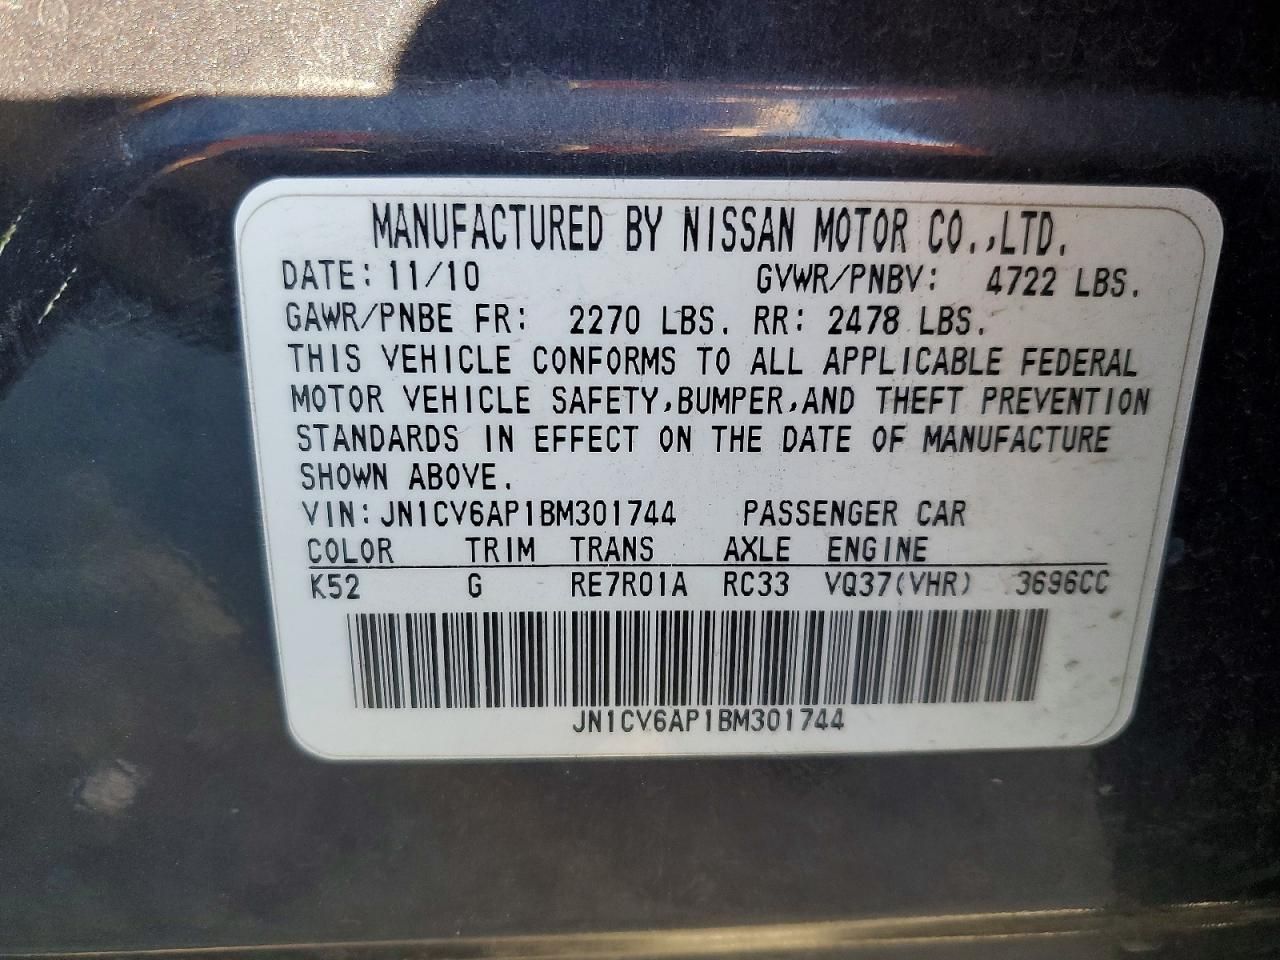 MANUFACTURED BY NISSAN MOTOR CO.,LTD.
DATE: 11/10 GVWR/PNBV: 4722 LBS.
GAWR/PNBE FR: 2270 LBS. RR: 2478 LBS.
THIS VEHICLE CONFORMS TO ALL APPLICABLE FEDERAL
MOTOR VEHICLE SAFETY,BUMPER,AND THEFT PREVENTION
STANDARDS IN EFFECT ON THE DATE OF MANUFACTURE
SHOWN ABOVE.
VIN: JN1CV6AP1BM301744 PASSENGER CAR
COLOR TRIM TRANS AXLE ENGINE
K52 G RE7R01A RC33 VQ37(VHR) 3696CC
JN1CV6AP1BM301744